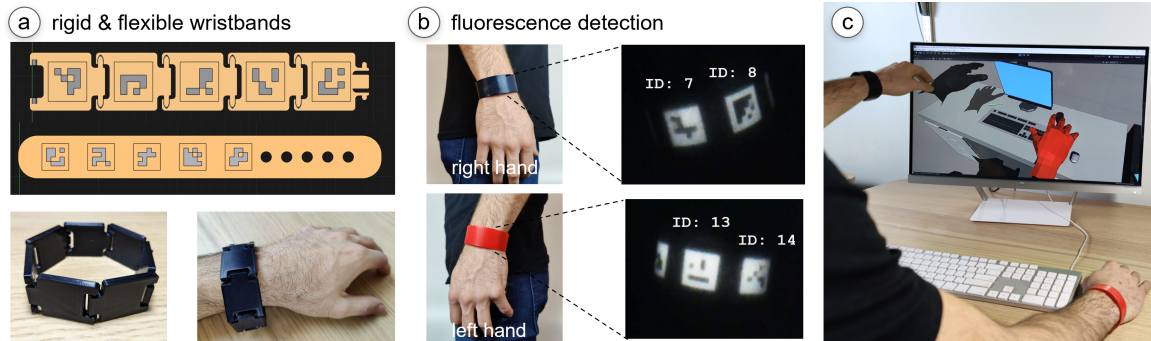 a rigid & flexible wristbands
b fluorescence detection
c
ID: 7
ID: 8
right hand
ID: 13
ID: 14
left hand